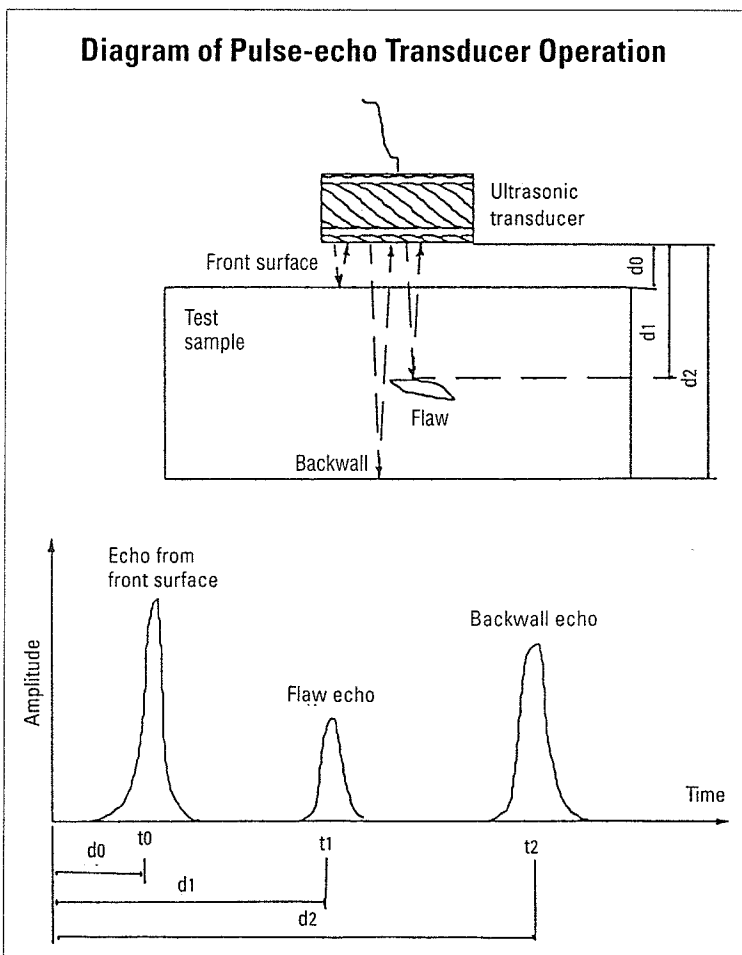 Diagram of Pulse-echo Transducer Operation
Ultrasonic
transducer
Front surface
d0
Test
sample
d1
d2
Flaw
Backwall
Echo from
front surface
Backwall echo
Flaw echo
Amplitude
Time
t0
t1
t2
d0
d1
d2